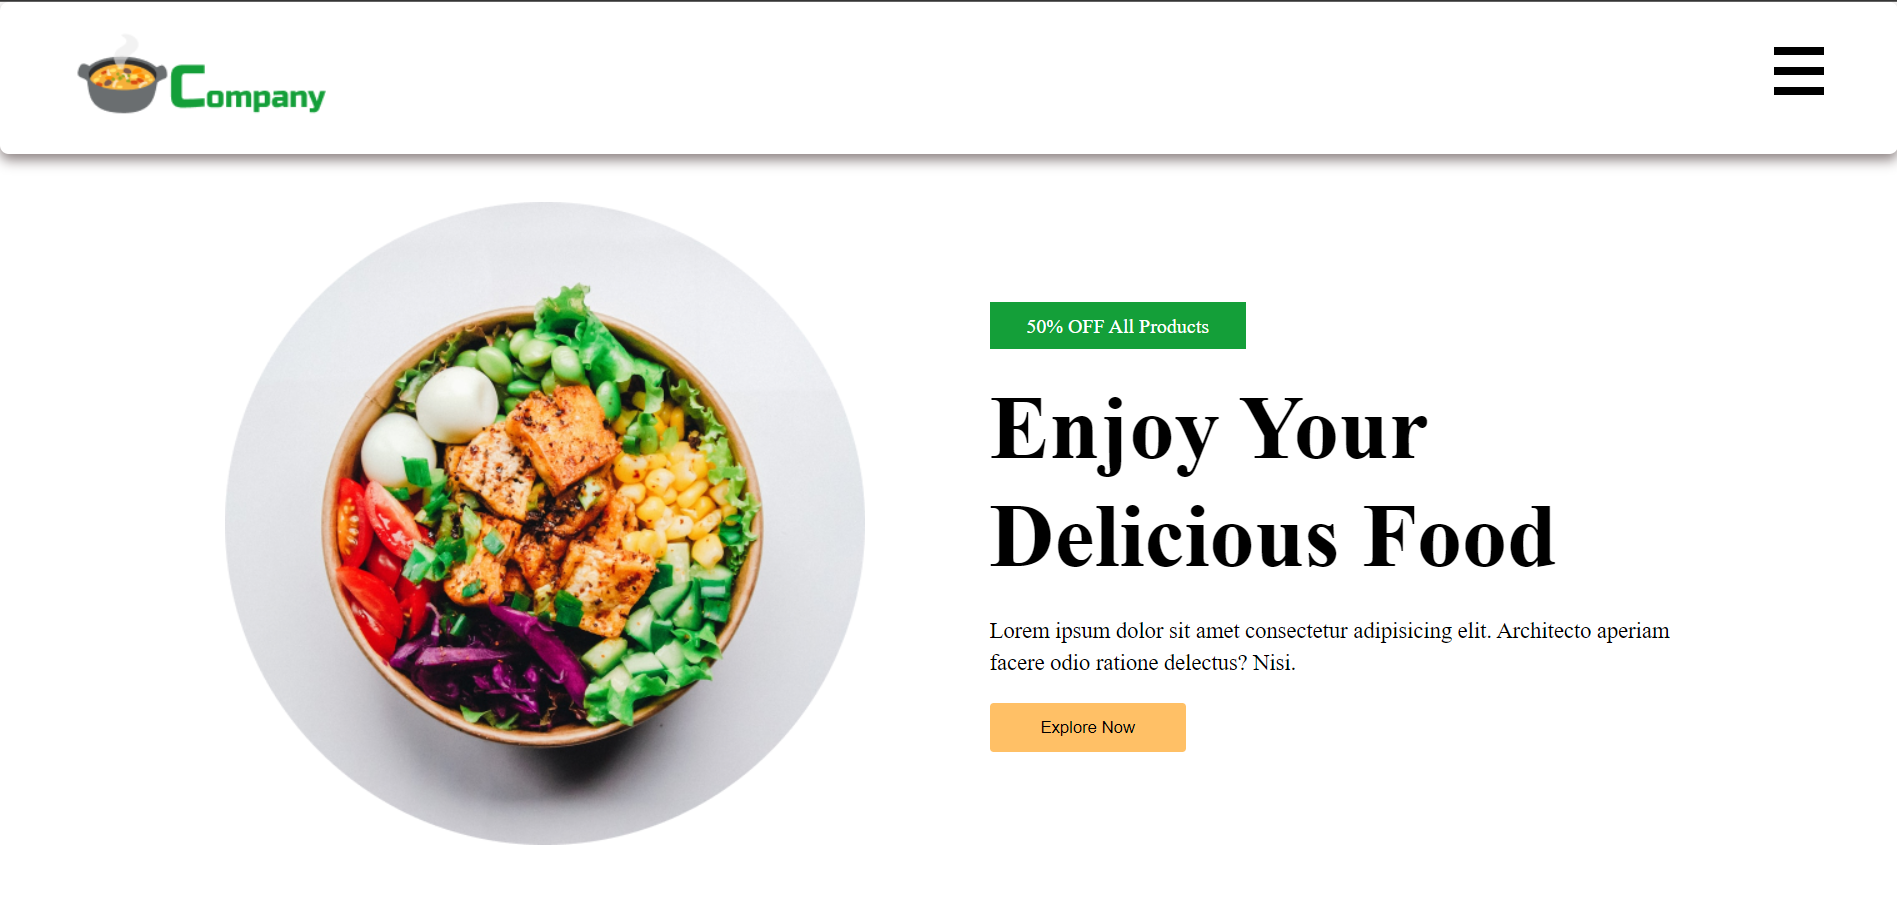 Company
50% OFF All Products
Enjoy Your
Delicious Food
Lorem ipsum dolor sit amet consectetur adipisicing elit. Architecto aperiam
facere odio ratione delectus? Nisi.
Explore Now